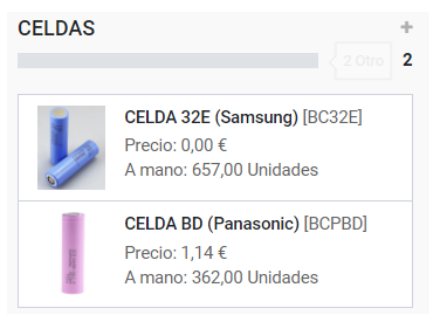 CELDAS +
2 Otro 2
CELDA 32E (Samsung) [BC32E]
Precio: 0,00 €
A mano: 657,00 Unidades
CELDA BD (Panasonic) [BCPBD]
Precio: 1,14 €
A mano: 362,00 Unidades